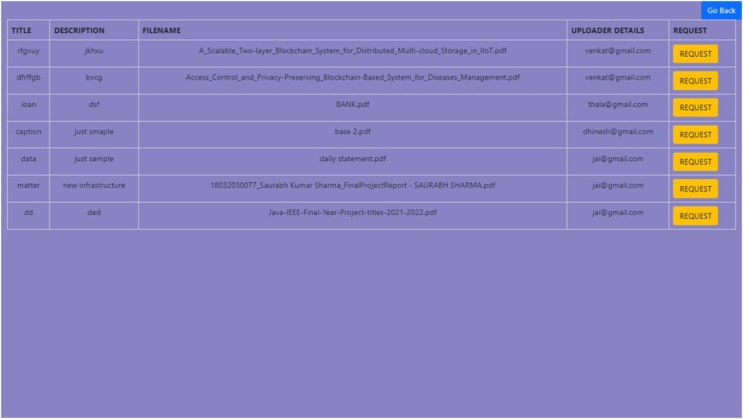 Go Back
TITLE DESCRIPTION FILENAME UPLOADER DETAILS REQUEST
rfgvuy jkhxu A_Scalable_Two-layer_Blockchain_System_for_Distributed_Multi-cloud_Storage_in_IIoT.pdf venkat@gmail.com REQUEST
dfrffgb bvcg Access_Control_and_Privacy-Preserving_Blockchain-Based_System_for_Diseases_Management.pdf venkat@gmail.com REQUEST
loan dsf BANK.pdf thala@gmail.com REQUEST
caption just smaple base 2.pdf dhinesh@gmail.com REQUEST
data just sample daily statement.pdf jai@gmail.com REQUEST
matter new infrastructure 18032030077_Saurabh Kumar Sharma_FinalProjectReport - SAURABH SHARMA.pdf jai@gmail.com REQUEST
dd ded Java-IEEE-Final-Year-Project-titles-2021-2022.pdf jai@gmail.com REQUEST